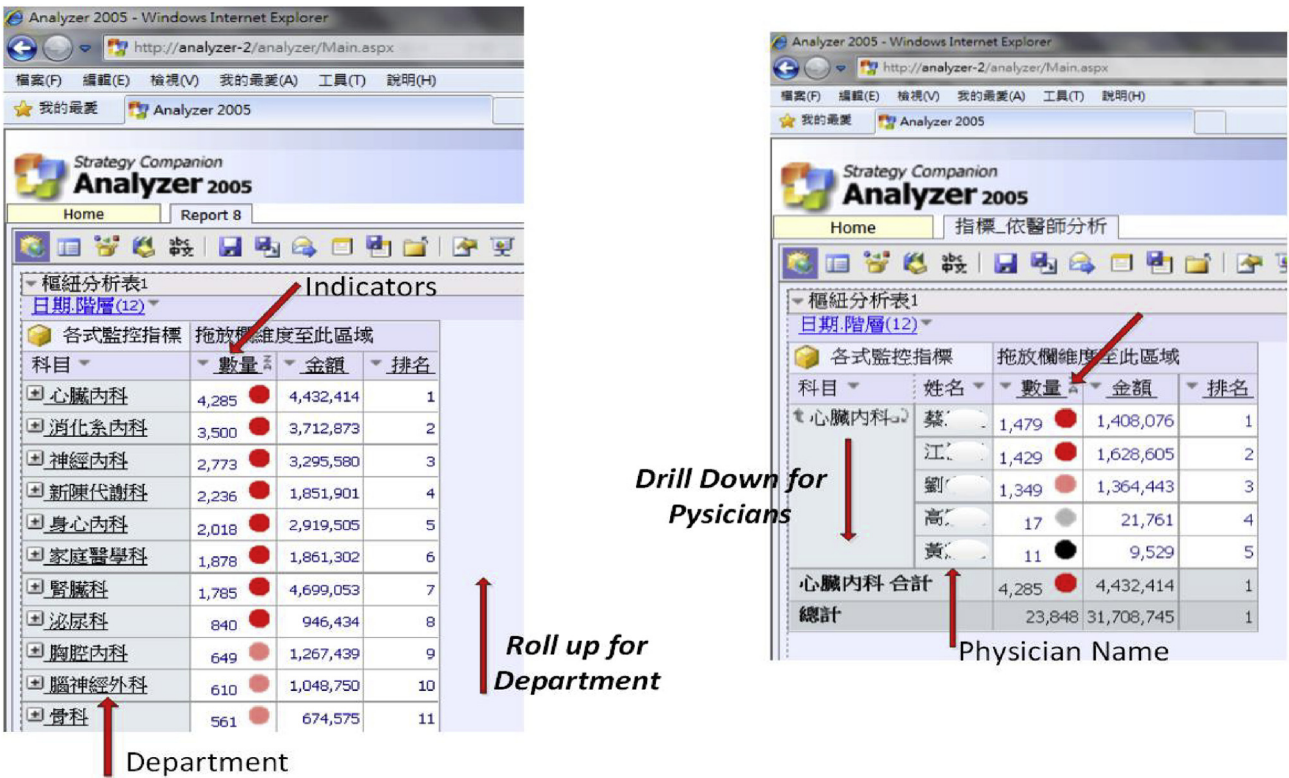 Analyzer 2005 - Windows Internet Explorer
http://analyzer-2/analyzer/Main.aspx
檔案(F) 編輯(E) 檢視(V) 我的最愛(A) 工具(T) 說明(H)
我的最愛 Analyzer 2005
Strategy Companion
Analyzer 2005
Home Report 8
abc
樞紐分析表1
Indicators
日期.階層(12)
各式監控指標 拖放欄維度至此區域
科目 數量 金額 排名
心臟內科 4,285 4,432,414 1
消化系內科 3,500 3,712,873 2
神經內科 2,773 3,295,580 3
新陳代謝科 2,236 1,851,901 4
身心內科 2,018 2,919,505 5
家庭醫學科 1,878 1,861,302 6
腎臟科 1,785 4,699,053 7
泌尿科 840 946,434 8
胸腔內科 649 1,267,439 9
腦神經外科 610 1,048,750 10
骨科 561 674,575 11
Department
Roll up for
Department
Analyzer 2005 - Windows Internet Explorer
http://analyzer-2/analyzer/Main.aspx
檔案(F) 編輯(E) 檢視(V) 我的最愛(A) 工具(T) 說明(H)
我的最愛 Analyzer 2005
Strategy Companion
Analyzer 2005
Home 指標_依醫師分析
abc
樞紐分析表1
日期.階層(12)
各式監控指標 拖放欄維度至此區域
科目 姓名 數量 金額 排名
心臟內科 蔡 1,479 1,408,076 1
江 1,429 1,628,605 2
劉 1,349 1,364,443 3
高 17 21,761 4
黃 11 9,529 5
心臟內科 合計 4,285 4,432,414 1
總計 23,848 31,708,745 1
Drill Down for
Pysicians
Physician Name